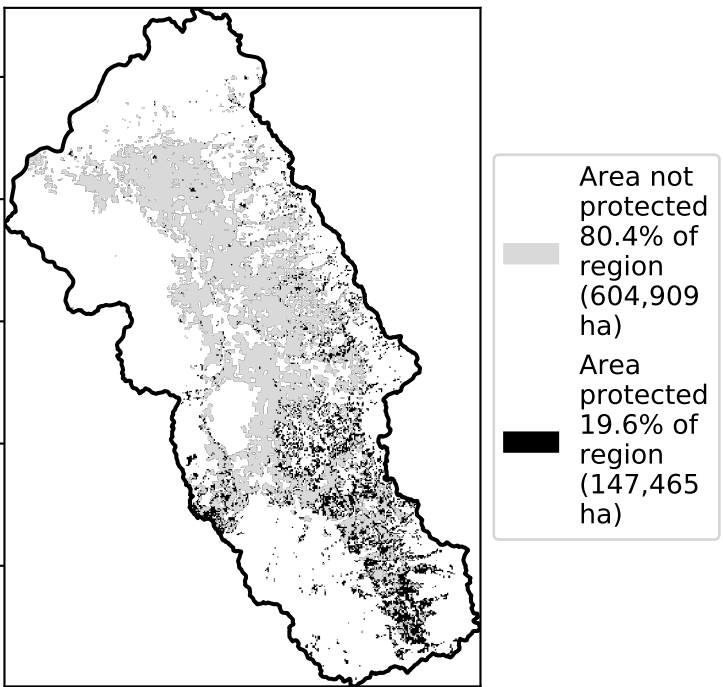 Area not
protected
80.4% of
region
(604,909
ha)
Area
protected
19.6% of
region
(147,465
ha)